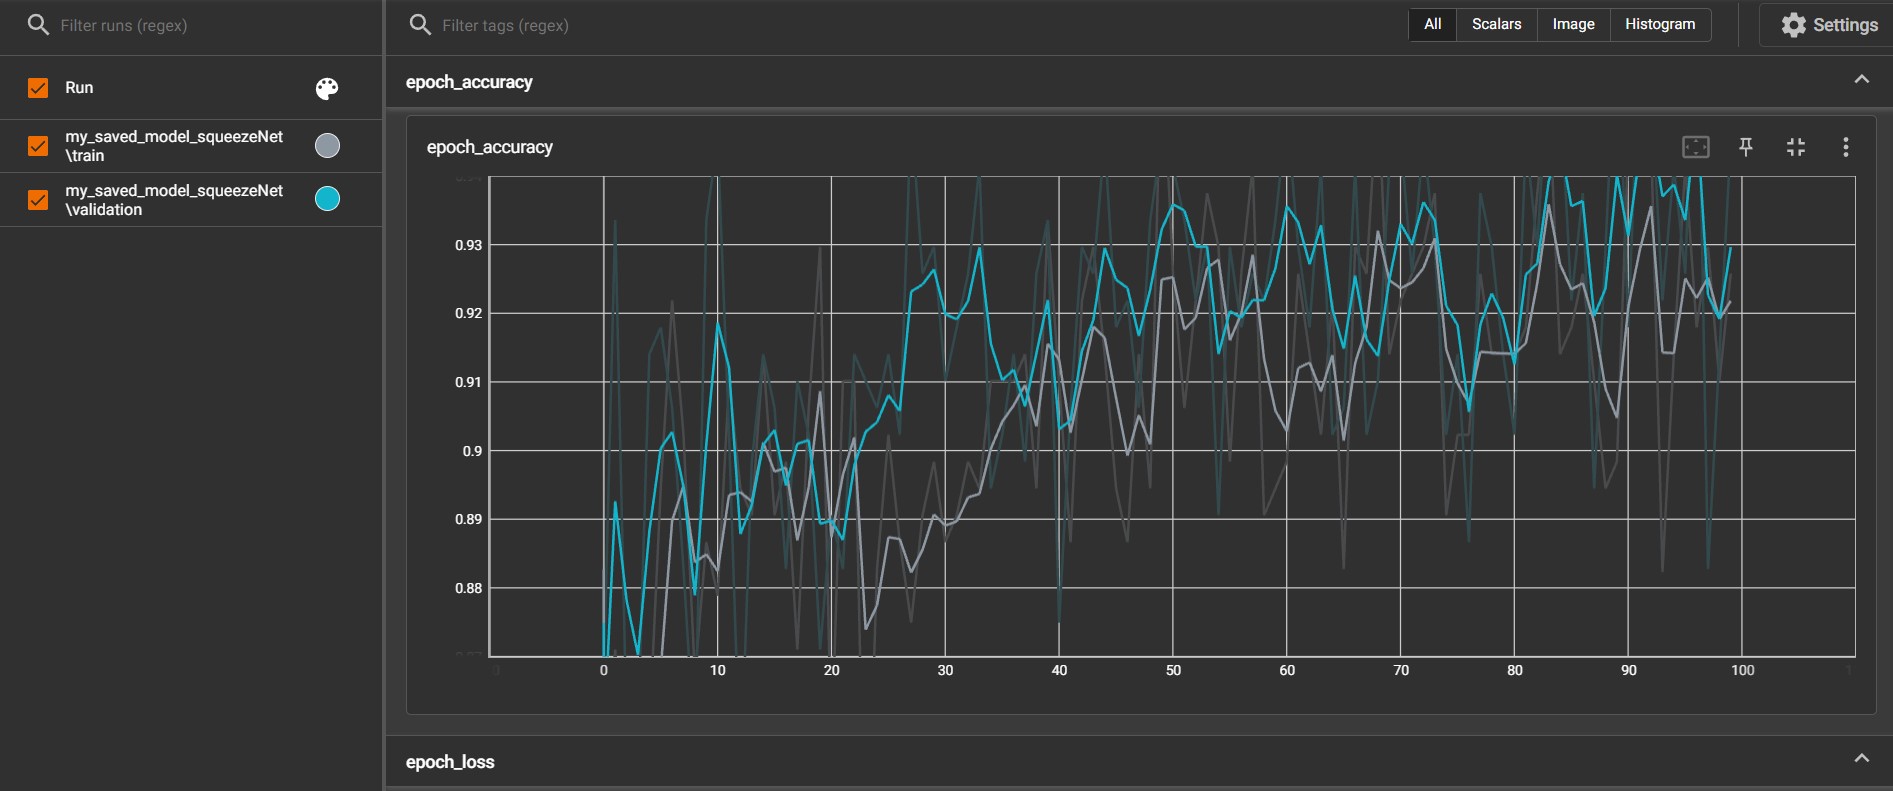 Filter runs (regex)
Filter tags (regex)
All
Scalars
Image
Histogram
Settings
Run
my_saved_model_squeezeNet
\train
my_saved_model_squeezeNet
\validation
epoch_accuracy
epoch_accuracy
0.93
0.92
0.91
0.9
0.89
0.88
0 10 20 30 40 50 60 70 80 90 100
epoch_loss